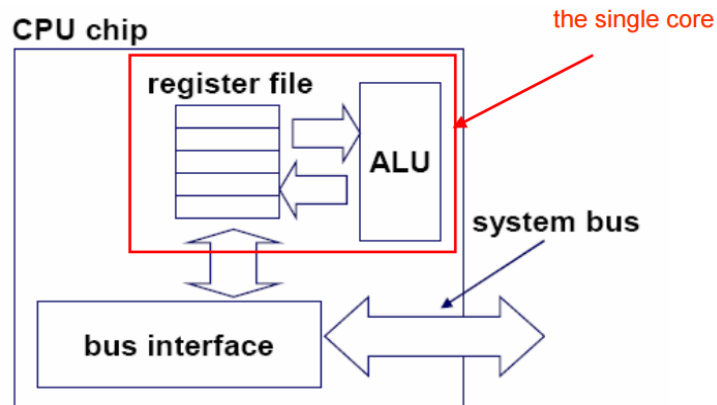 the single core
CPU chip
register file
ALU
system bus
bus interface